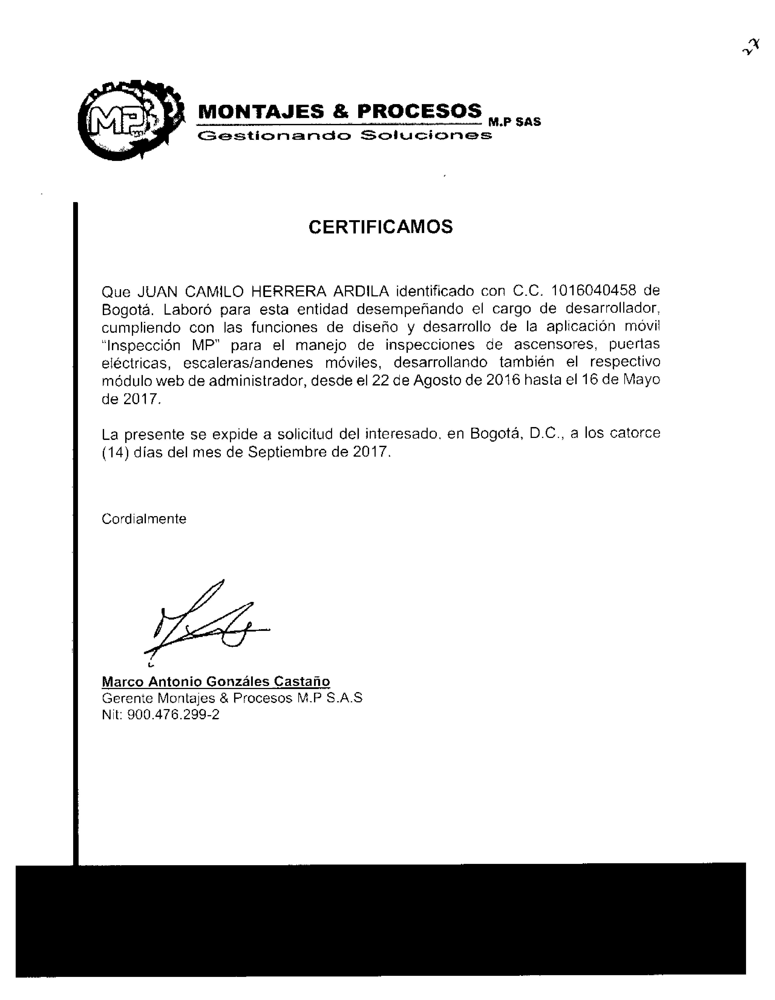 27
MP
MONTAJES & PROCESOS M.P SAS
Gestionando Soluciones
CERTIFICAMOS
Que JUAN CAMILO HERRERA ARDILA identificado con C.C. 1016040458 de
Bogotá. Laboró para esta entidad desempeñando el cargo de desarrollador,
cumpliendo con las funciones de diseño y desarrollo de la aplicación móvil
“Inspección MP” para el manejo de inspecciones de ascensores, puertas
eléctricas, escaleras/andenes móviles, desarrollando también el respectivo
módulo web de administrador, desde el 22 de Agosto de 2016 hasta el 16 de Mayo
de 2017.
La presente se expide a solicitud del interesado, en Bogotá, D.C., a los catorce
(14) días del mes de Septiembre de 2017.
Cordialmente
Marco Antonio Gonzáles Castaño
Gerente Montajes & Procesos M.P S.A.S
Nit: 900.476.299-2